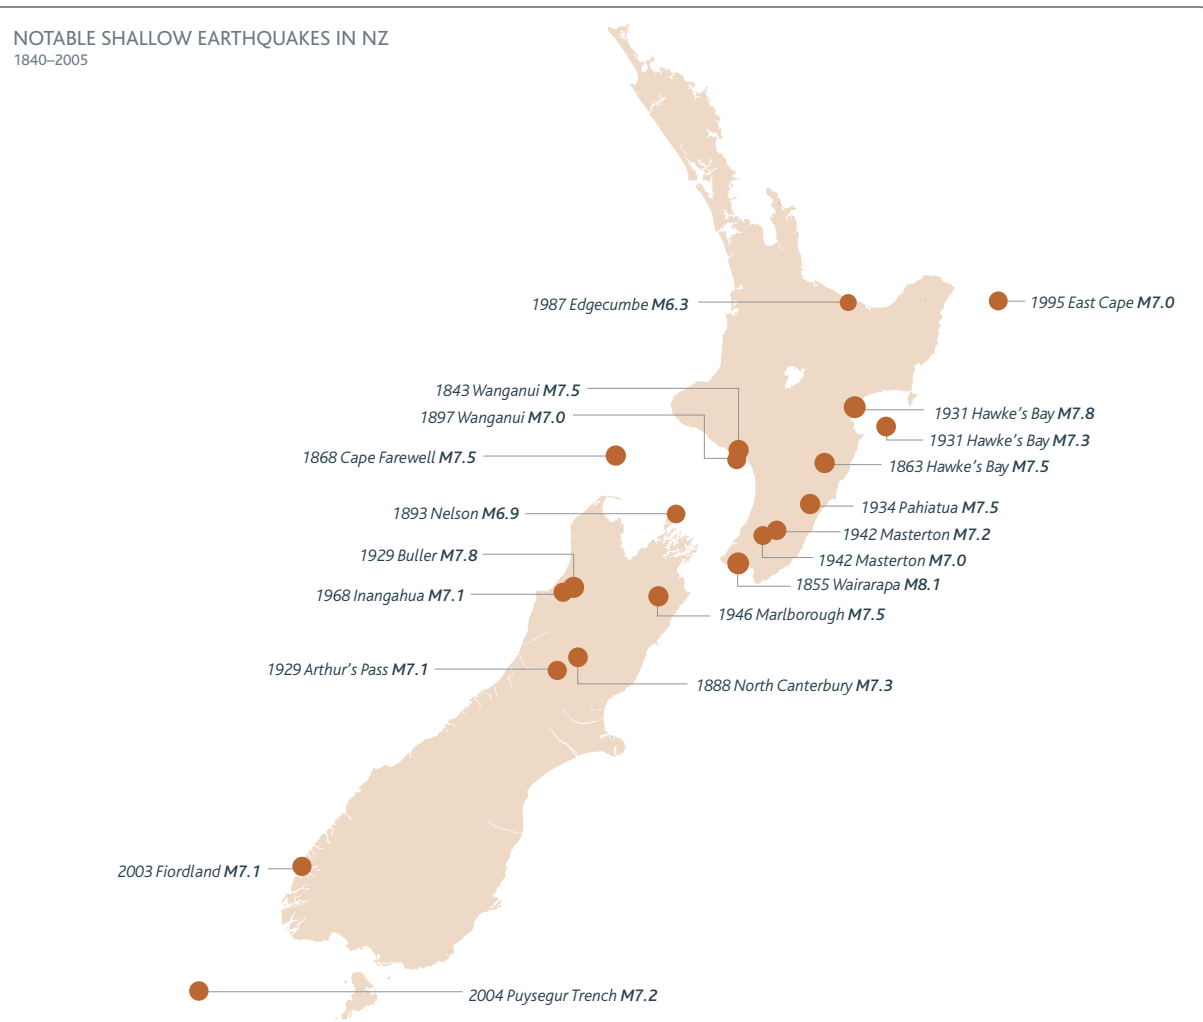 NOTABLE SHALLOW EARTHQUAKES IN NZ
1840–2005
1987 Edgecumbe M6.3
1995 East Cape M7.0
1843 Wanganui M7.5
1897 Wanganui M7.0
1931 Hawke's Bay M7.8
1931 Hawke's Bay M7.3
1868 Cape Farewell M7.5
1863 Hawke's Bay M7.5
1893 Nelson M6.9
1934 Pahiatua M7.5
1942 Masterton M7.2
1929 Buller M7.8
1942 Masterton M7.0
1855 Wairarapa M8.1
1968 Inangahua M7.1
1946 Marlborough M7.5
1929 Arthur's Pass M7.1
1888 North Canterbury M7.3
2003 Fiordland M7.1
2004 Puysegur Trench M7.2